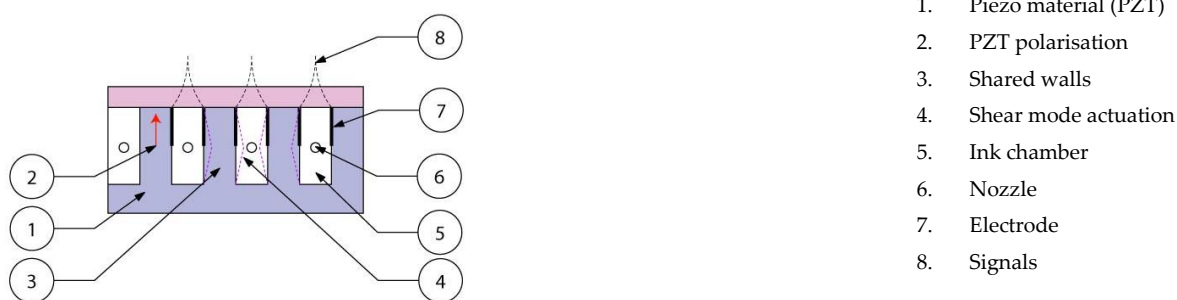 8
7
2
6
1
5
3
4
1. Piezo material (PZT)
2. PZT polarisation
3. Shared walls
4. Shear mode actuation
5. Ink chamber
6. Nozzle
7. Electrode
8. Signals